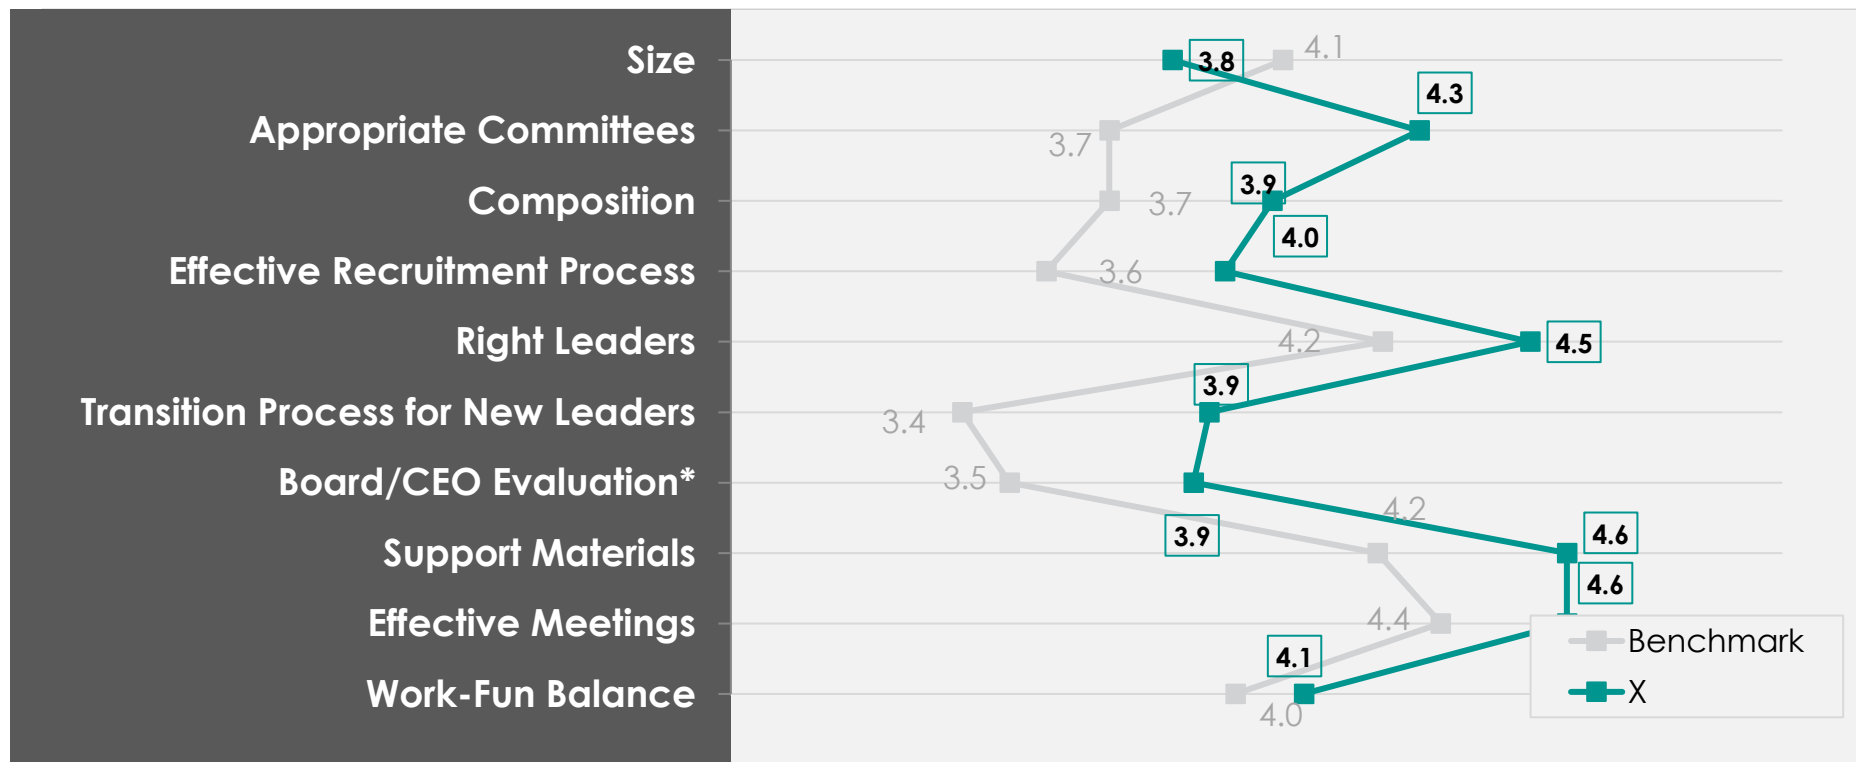 Size
3.8
4.1
4.3
Appropriate Committees
3.7
Composition
3.9
3.7
4.0
Effective Recruitment Process
3.6
Right Leaders
4.2
4.5
3.9
Transition Process for New Leaders
3.4
Board/CEO Evaluation*
3.5
4.2
3.9
4.6
Support Materials
4.6
Effective Meetings
4.4
Benchmark
4.1
Work-Fun Balance
X
4.0